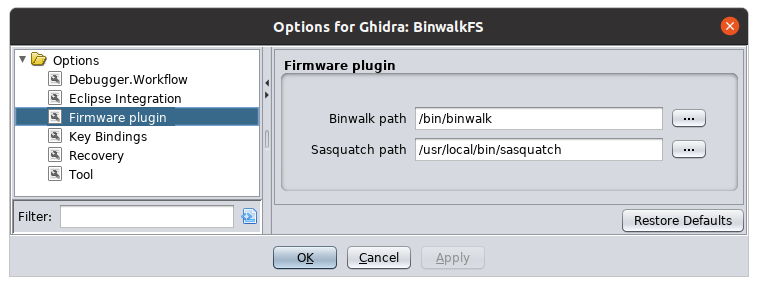 Options for Ghidra: BinwalkFS
Options
Debugger.Workflow
Eclipse Integration
Firmware plugin
Key Bindings
Recovery
Tool
Filter:
Firmware plugin
Binwalk path /bin/binwalk ...
Sasquatch path /usr/local/bin/sasquatch ...
Restore Defaults
OK Cancel Apply